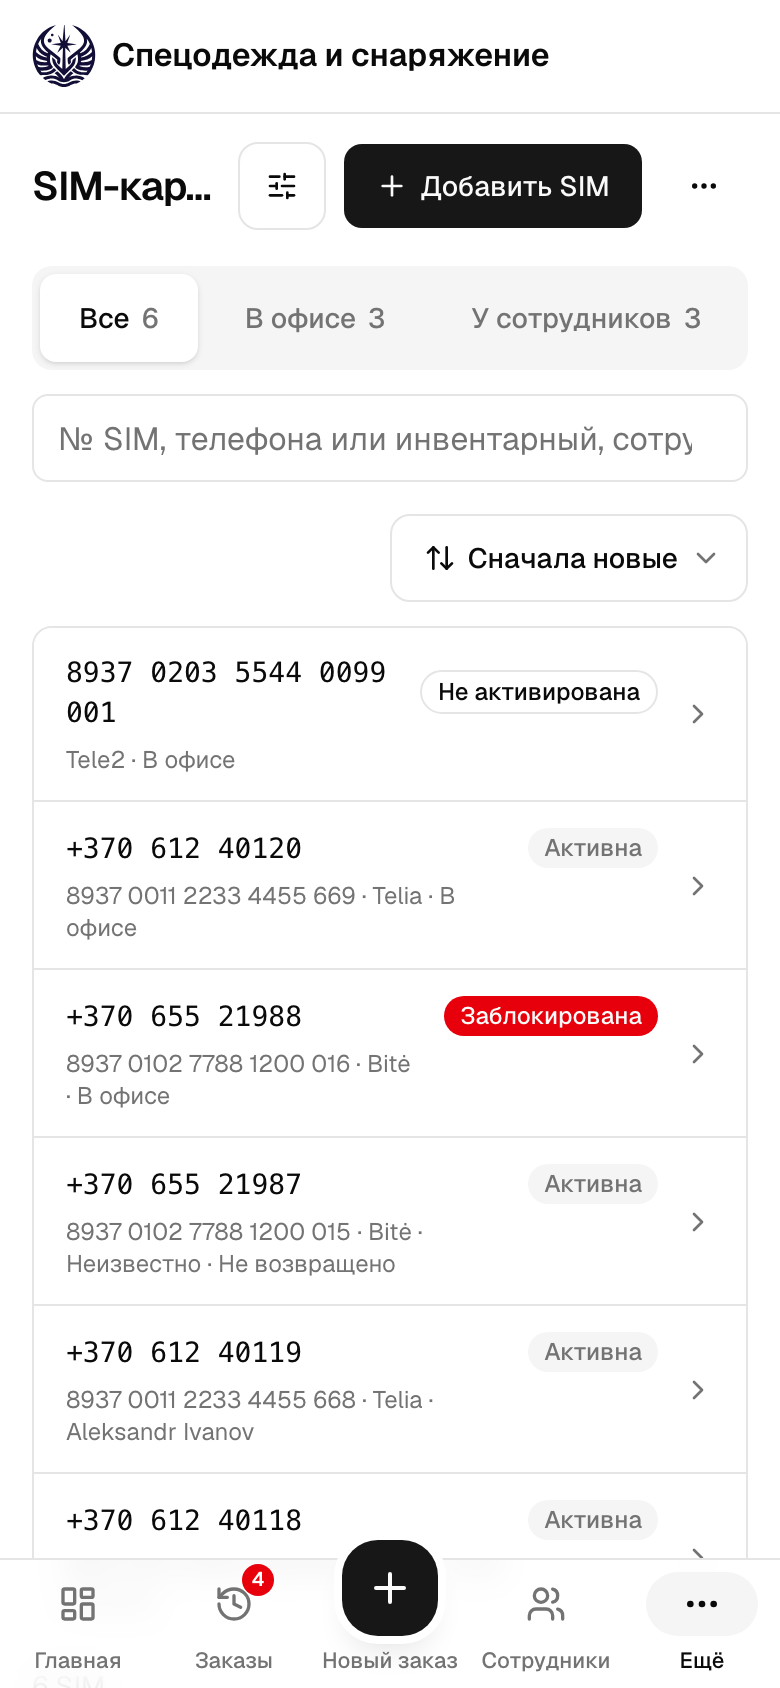 Спецодежда и снаряжение
SIM-кар...
Добавить SIM
Все 6
В офисе 3
У сотрудников 3
№ SIM, телефона или инвентарный, сотру
Сначала новые
8937 0203 5544 0099
001
Не активирована
Tele2 · В офисе
+370 612 40120
Активна
8937 0011 2233 4455 669 · Telia · В
офисе
+370 655 21988
Заблокирована
8937 0102 7788 1200 016 · Bitė
· В офисе
+370 655 21987
Активна
8937 0102 7788 1200 015 · Bitė ·
Неизвестно · Не возвращено
+370 612 40119
Активна
8937 0011 2233 4455 668 · Telia ·
Aleksandr Ivanov
+370 612 40118
Активна
4
Главная
Заказы
Новый заказ
Сотрудники
Ещё
6 SIM